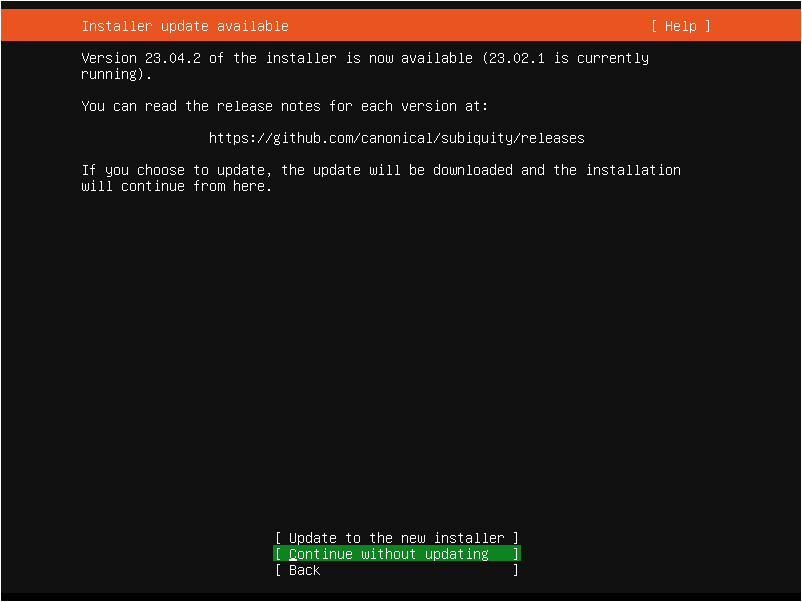 Installer update available [ Help ]
Version 23.04.2 of the installer is now available (23.02.1 is currently
running).
You can read the release notes for each version at:
https://github.com/canonical/subiquity/releases
If you choose to update, the update will be downloaded and the installation
will continue from here.
[ Update to the new installer ]
[ Continue without updating ]
[ Back ]